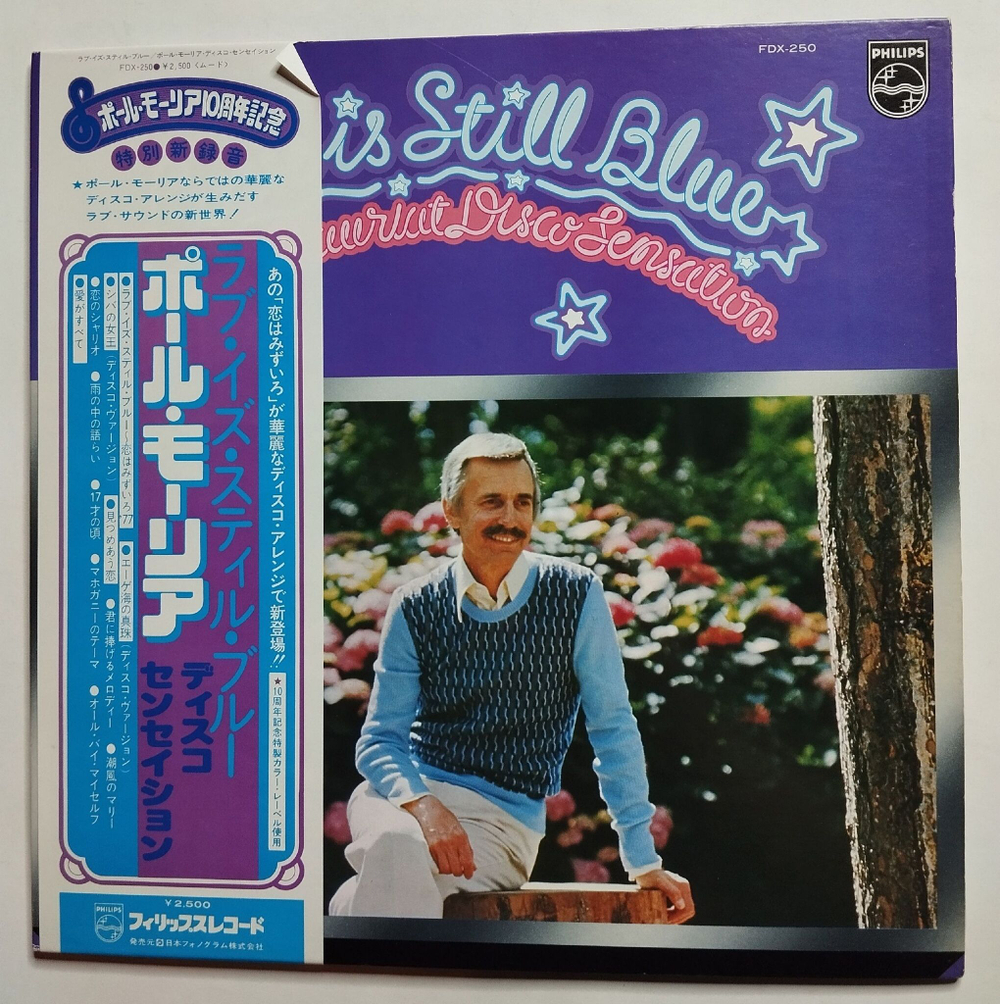 ラブ・イズ・スティル・ブルー/ポール・モーリア・ディスコ・センセイション
FDX-250●¥2,500〈ムード〉
ポール・モーリア10周年記念
特別新録音
★ポール・モーリアならではの華麗な
ディスコ・アレンジが生みだす
ラブ・サウンドの新世界!
あの「恋はみずいろ」が華麗なディスコ・アレンジで新登場!!
★10周年記念特製カラー・レーベル使用
ラブ・イズ・スティル・ブルー
ポール・モーリア
ディスコ
センセイション
●ラブ・イズ・スティル・ブルー〜恋はみずいろ'77 ●エーゲ海の真珠(ディスコ・ヴァージョン)
●シバの女王(ディスコ・ヴァージョン) ●見つめあう恋 ●君に捧げるメロディー ●潮風のマリー
●恋のシャリオ ●雨の中の語らい ●17才の頃 ●マホガニーのテーマ ●オール・バイ・マイセルフ
●愛がすべて
¥2,500
PHILIPS
フィリップスレコード
発売元 日本フォノグラム株式会社
FDX-250
PHILIPS
is Still Blue
Disco Sensation